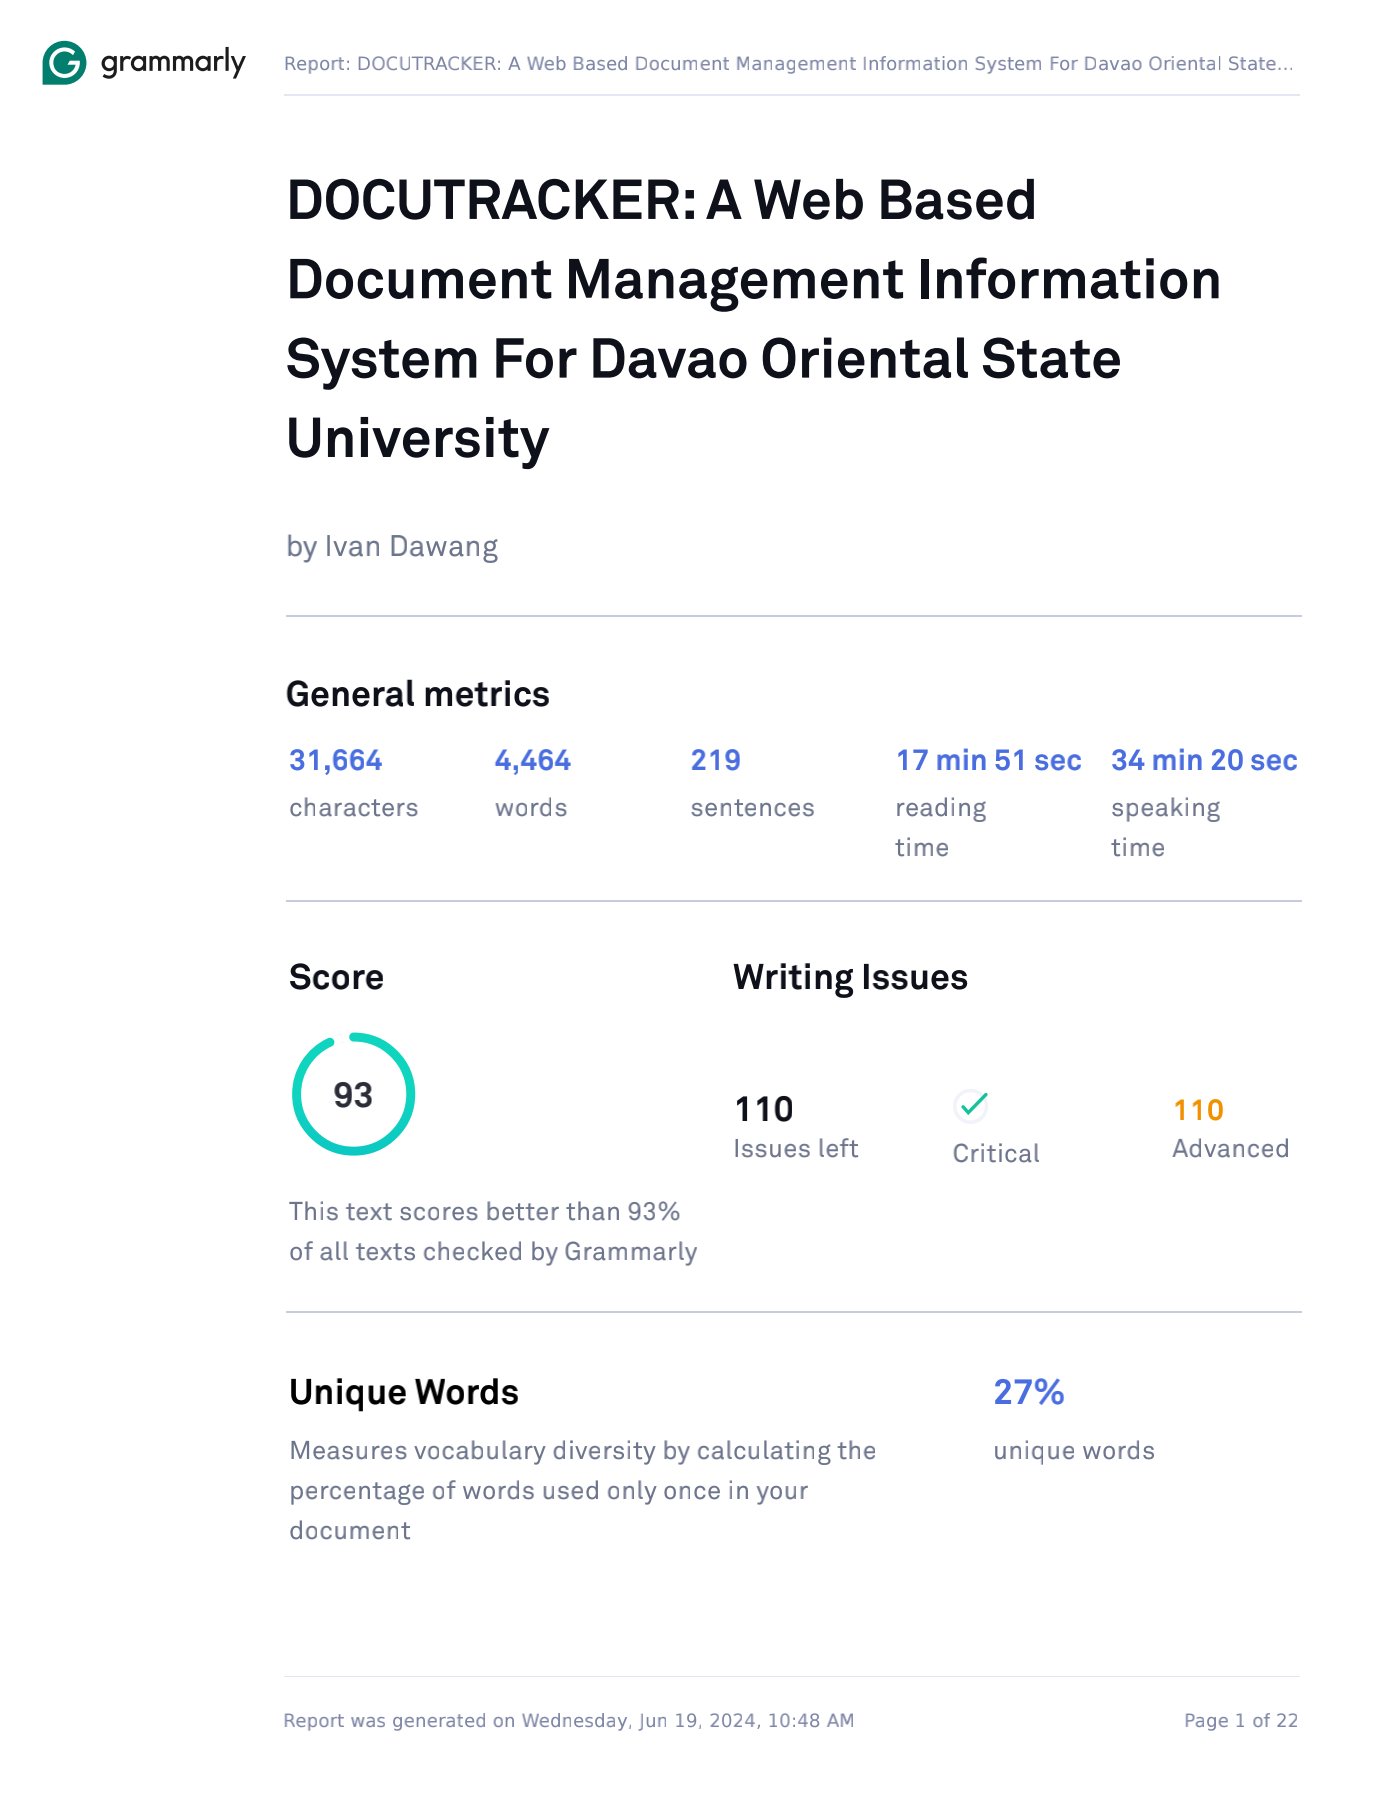 grammarly
Report: DOCUTRACKER: A Web Based Document Management Information System For Davao Oriental State...
DOCUTRACKER: A Web Based
Document Management Information
System For Davao Oriental State
University
by Ivan Dawang
General metrics
31,664 4,464 219 17 min 51 sec 34 min 20 sec
characters words sentences reading speaking
time time
Score Writing Issues
93
110 110
Issues left Critical Advanced
This text scores better than 93%
of all texts checked by Grammarly
Unique Words 27%
Measures vocabulary diversity by calculating the unique words
percentage of words used only once in your
document
Report was generated on Wednesday, Jun 19, 2024, 10:48 AM Page 1 of 22